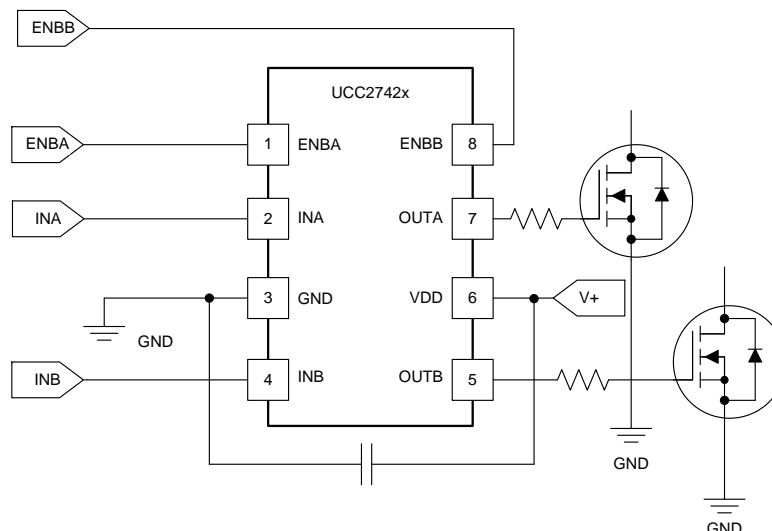 ENBB
UCC2742x
ENBA
1
ENBA
ENBB
8
INA
2
INA
OUTA
7
3
GND
VDD
6
V+
GND
INB
4
INB
OUTB
5
GND
GND